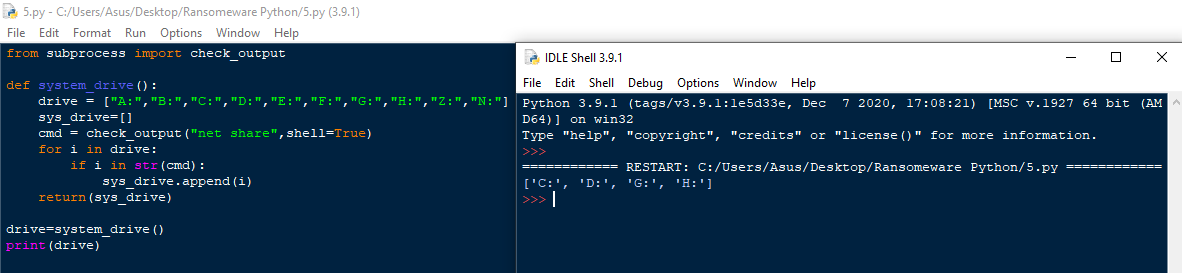 5.py - C:/Users/Asus/Desktop/Ransomeware Python/5.py (3.9.1)
File Edit Format Run Options Window Help
from subprocess import check_output
def system_drive():
    drive = ["A:","B:","C:","D:","E:","F:","G:","H:","Z:","N:"]
    sys_drive=[]
    cmd = check_output("net share",shell=True)
    for i in drive:
        if i in str(cmd):
            sys_drive.append(i)
    return(sys_drive)
drive=system_drive()
print(drive)
IDLE Shell 3.9.1
File Edit Shell Debug Options Window Help
Python 3.9.1 (tags/v3.9.1:1e5d33e, Dec  7 2020, 17:08:21) [MSC v.1927 64 bit (AM
D64)] on win32
Type "help", "copyright", "credits" or "license()" for more information.
>>>
============ RESTART: C:/Users/Asus/Desktop/Ransomeware Python/5.py ============
['C:', 'D:', 'G:', 'H:']
>>>